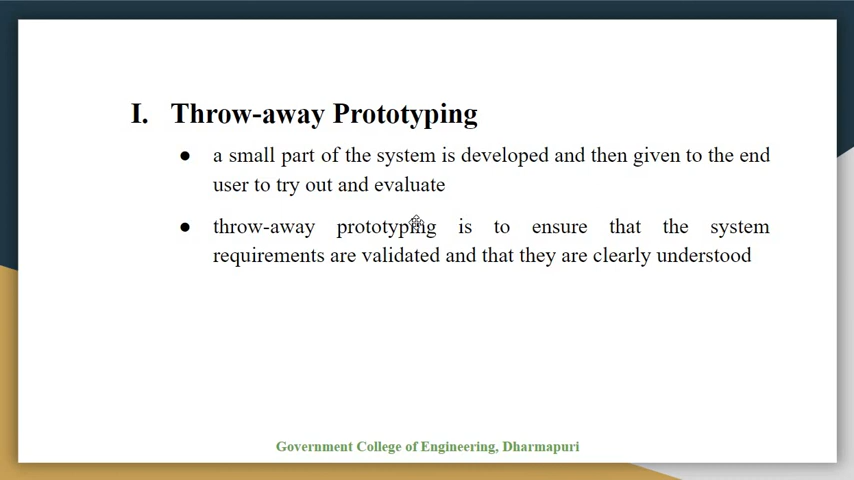 I. Throw-away Prototyping
● a small part of the system is developed and then given to the end
user to try out and evaluate
● throw-away prototyping is to ensure that the system
requirements are validated and that they are clearly understood
Government College of Engineering, Dharmapuri